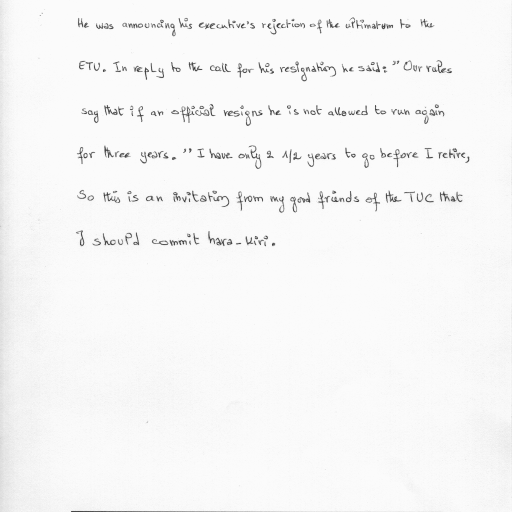 He was announcing his executive's rejection of the ultimatum to the
ETU. In reply to the call for his resignation he said: "Our rules
say that if an official resigns he is not allowed to run again
for three years." I have only 2 1/2 years to go before I retire,
So this is an invitation from my good friends of the TUC that
I should commit hara-kiri.